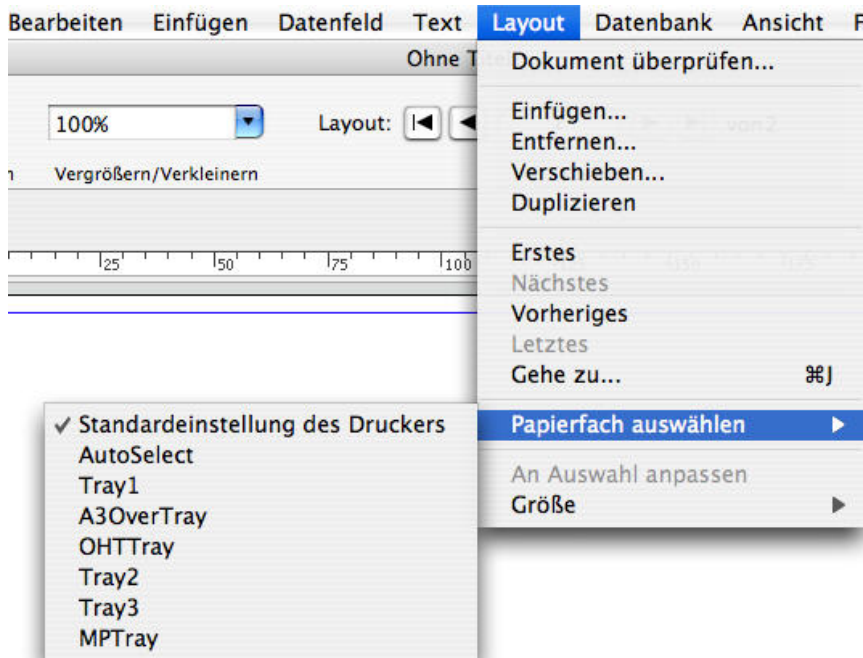 Bearbeiten Einfügen Datenfeld Text Layout Datenbank Ansicht
Ohne
100%
Layout:
von2
Vergrößern/Verkleinern
25 50 75 100
Dokument überprüfen...
Einfügen...
Entfernen...
Verschieben...
Duplizieren
Erstes
Nächstes
Vorheriges
Letztes
Gehe zu... ⌘J
Papierfach auswählen
An Auswahl anpassen
Größe
✓ Standardeinstellung des Druckers
AutoSelect
Tray1
A3OverTray
OHTTray
Tray2
Tray3
MPTray